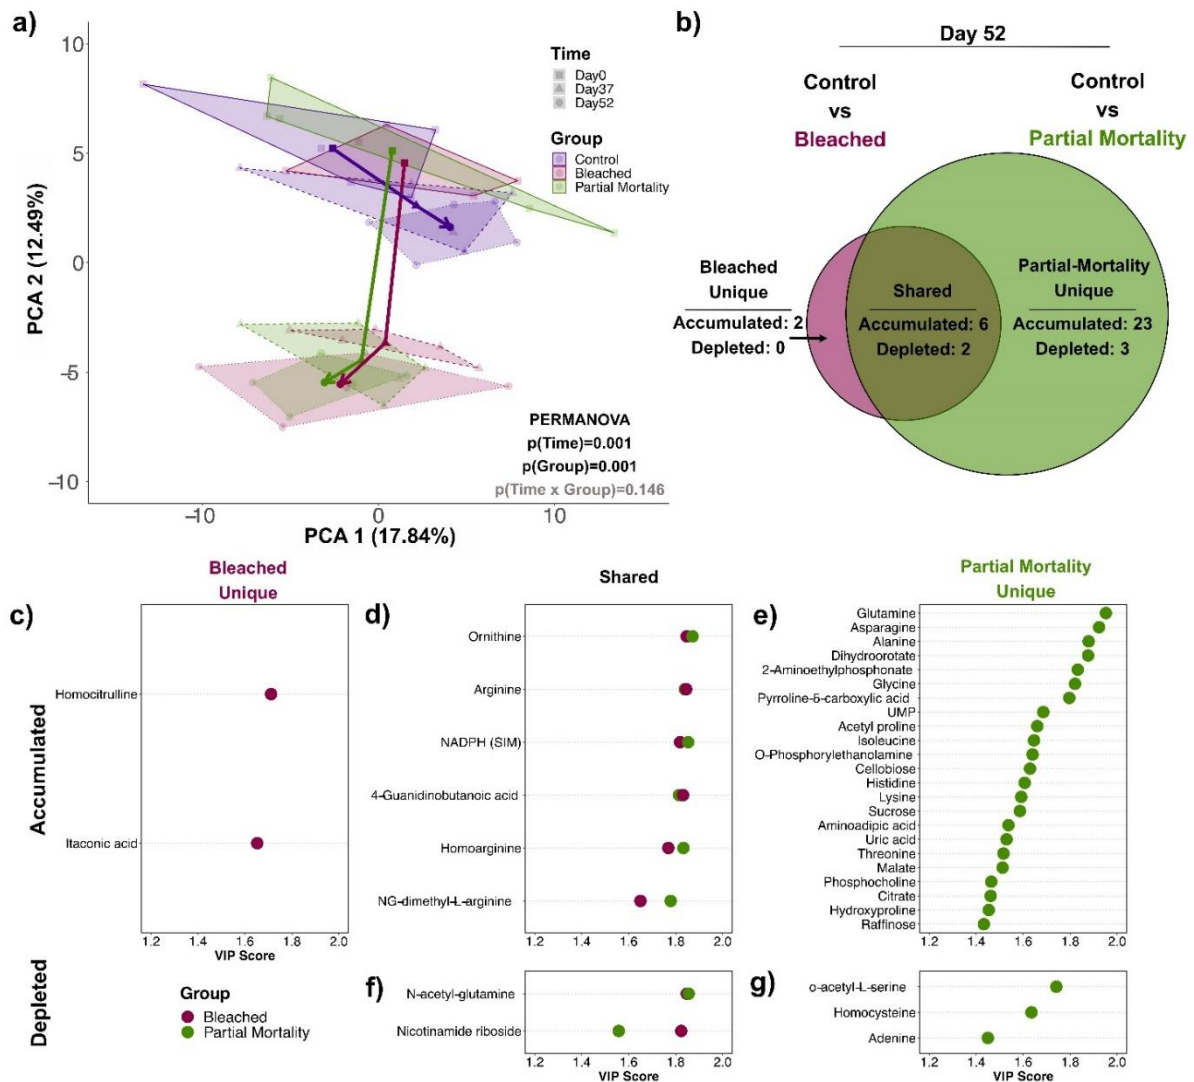 a)
10
5
0
−5
−10
PCA 2 (12.49%)
−10
0
10
PCA 1 (17.84%)
Time
Day0
Day37
Day52
Group
Control
Bleached
Partial Mortality
PERMANOVA
p(Time)=0.001
p(Group)=0.001
p(Time x Group)=0.146
b)
Day 52
Control
vs
Bleached
Control
vs
Partial Mortality
Bleached
Unique
Accumulated: 2
Depleted: 0
Shared
Accumulated: 6
Depleted: 2
Partial-Mortality
Unique
Accumulated: 23
Depleted: 3
Accumulated
Bleached
Unique
c)
Homocitrulline
Itaconic acid
1.2 1.4 1.6 1.8 2.0
VIP Score
Shared
d)
Ornithine
Arginine
NADPH (SIM)
4-Guanidinobutanoic acid
Homoarginine
NG-dimethyl-L-arginine
1.2 1.4 1.6 1.8 2.0
Partial Mortality
Unique
e)
Glutamine
Asparagine
Alanine
Dihydroorotate
2-Aminoethylphosphonate
Glycine
Pyrroline-5-carboxylic acid
UMP
Acetyl proline
Isoleucine
O-Phosphorylethanolamine
Cellobiose
Histidine
Lysine
Sucrose
Aminoadipic acid
Uric acid
Threonine
Malate
Phosphocholine
Citrate
Hydroxyproline
Raffinose
1.2 1.4 1.6 1.8 2.0
Depleted
Group
Bleached
Partial Mortality
f)
N-acetyl-glutamine
Nicotinamide riboside
1.2 1.4 1.6 1.8 2.0
VIP Score
g)
o-acetyl-L-serine
Homocysteine
Adenine
1.2 1.4 1.6 1.8 2.0
VIP Score